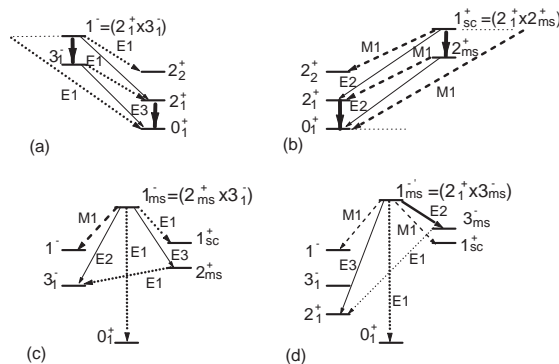 1⁻=(2₁⁺x3₁⁻)
E1
3₁⁻
E1
2₂⁺
E1
E3
2₁⁺
0₁⁺
(a)
1sc⁺=(2₁⁺x2ms⁺)
M1
M1
2ms⁺
2₂⁺
E2
2₁⁺
E2
M1
0₁⁺
(b)
1ms⁻=(2ms⁺x3₁⁻)
M1
E1
1⁻
1sc⁺
E2
E1
E3
2ms⁺
3₁⁻
E1
0₁⁺
(c)
1ms⁻'=(2₁⁺x3ms⁻)
M1
E2
3ms⁻
M1
1⁻
1sc⁺
E3
E1
3₁⁻
2₁⁺
E1
0₁⁺
(d)